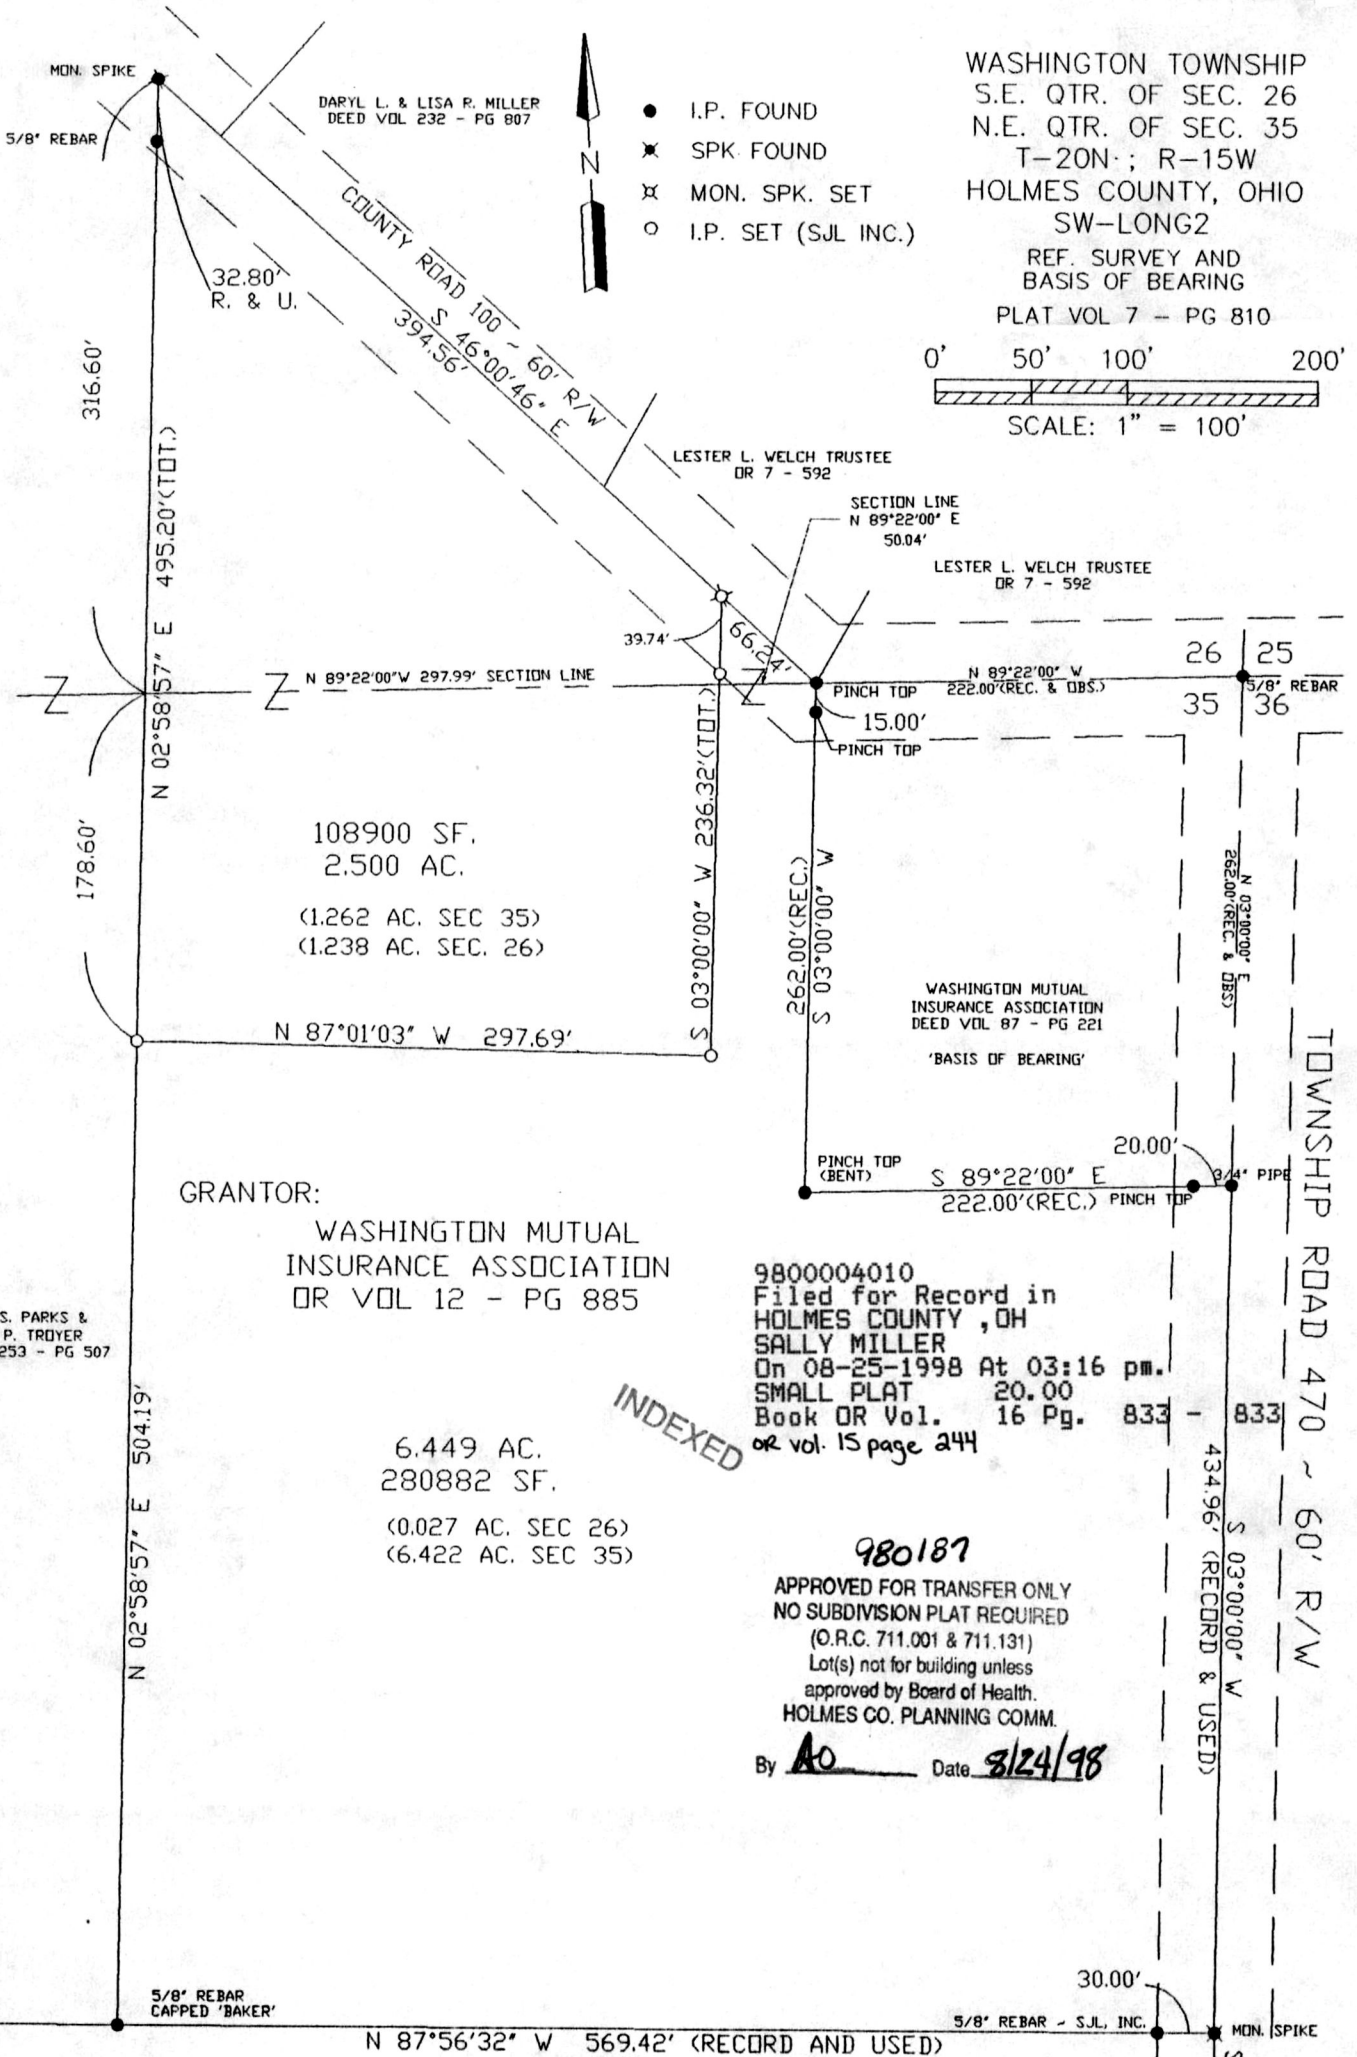 MON. SPIKE
5/8" REBAR
DARYL L. & LISA R. MILLER
DEED VOL 232 - PG 807
N
I.P. FOUND
SPK FOUND
MON. SPK. SET
I.P. SET (SJL INC.)
WASHINGTON TOWNSHIP
S.E. QTR. OF SEC. 26
N.E. QTR. OF SEC. 35
T-20N ; R-15W
HOLMES COUNTY, OHIO
SW-LONG2
REF. SURVEY AND
BASIS OF BEARING
PLAT VOL 7 - PG 810
0' 50' 100' 200'
SCALE: 1" = 100'
32.80'
R. & U.
COUNTY ROAD 100 ~ 60' R/W
S 46°00'46" E
394.56'
316.60'
N 02°58'57" E 495.20'(TOT.)
LESTER L. WELCH TRUSTEE
OR 7 - 592
SECTION LINE
N 89°22'00" E
50.04'
LESTER L. WELCH TRUSTEE
OR 7 - 592
39.74'
66.24'
Z
Z
N 89°22'00"W 297.99' SECTION LINE
Z
PINCH TOP
N 89°22'00" W
222.00'(REC. & OBS.)
26 25
35 36
5/8" REBAR
15.00'
PINCH TOP
178.60'
108900 SF.
2.500 AC.
(1.262 AC. SEC 35)
(1.238 AC. SEC. 26)
S 03°00'00" W 236.32'(TOT.)
262.00'(REC.)
S 03°00'00" W
N 03°00'00" E
262.00'(REC. & OBS)
WASHINGTON MUTUAL
INSURANCE ASSOCIATION
DEED VOL 87 - PG 221
'BASIS OF BEARING'
N 87°01'03" W 297.69'
TOWNSHIP ROAD 470 ~ 60' R/W
PINCH TOP
(BENT)
S 89°22'00" E
222.00'(REC.)
20.00'
PINCH TOP
3/4" PIPE
GRANTOR:
WASHINGTON MUTUAL
INSURANCE ASSOCIATION
OR VOL 12 - PG 885
S. PARKS &
P. TROYER
253 - PG 507
9800004010
Filed for Record in
HOLMES COUNTY ,OH
SALLY MILLER
On 08-25-1998 At 03:16 pm.
SMALL PLAT 20.00
Book OR Vol. 16 Pg. 833 - 833
OR vol. 15 page 244
INDEXED
N 02°58'57" E 504.19'
6.449 AC.
280882 SF.
(0.027 AC. SEC 26)
(6.422 AC. SEC 35)
434.96' (RECORD & USED)
S 03°00'00" W
980187
APPROVED FOR TRANSFER ONLY
NO SUBDIVISION PLAT REQUIRED
(O.R.C. 711.001 & 711.131)
Lot(s) not for building unless
approved by Board of Health.
HOLMES CO. PLANNING COMM.
By AO Date 8/24/98
5/8" REBAR
CAPPED 'BAKER'
30.00'
5/8" REBAR ~ SJL, INC.
MON. SPIKE
N 87°56'32" W 569.42' (RECORD AND USED)
S